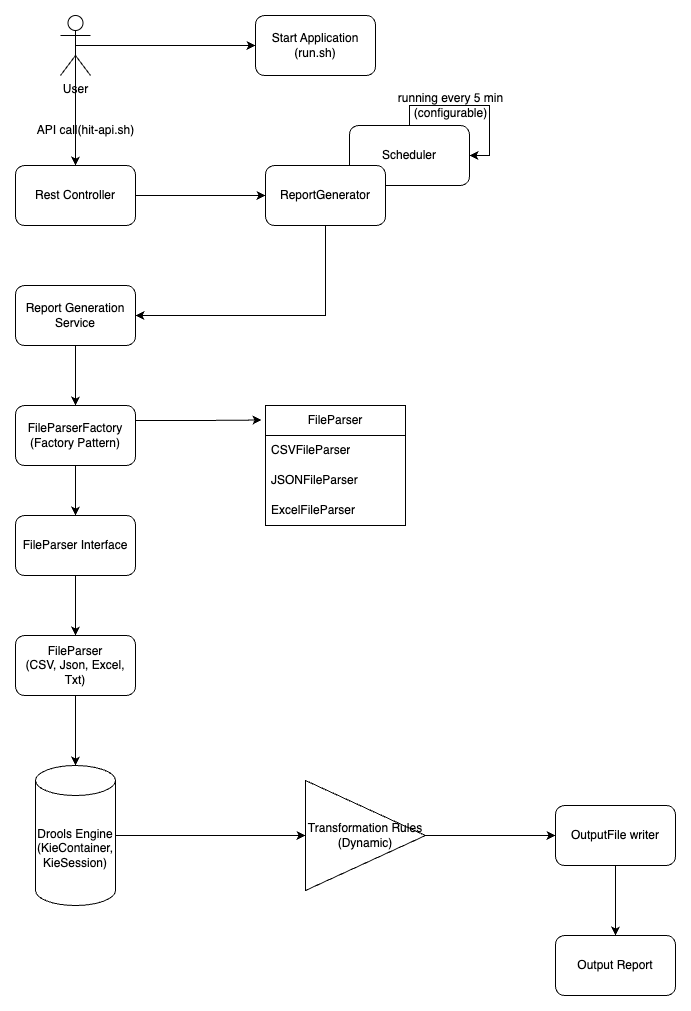 Start Application
(run.sh)
User
running every 5 min
(configurable)
API call(hit-api.sh)
Scheduler
Rest Controller
ReportGenerator
Report Generation
Service
FileParserFactory
(Factory Pattern)
FileParser
CSVFileParser
JSONFileParser
ExcelFileParser
FileParser Interface
FileParser
(CSV, Json, Excel,
Txt)
Drools Engine
(KieContainer,
KieSession)
Transformation Rules
(Dynamic)
OutputFile writer
Output Report